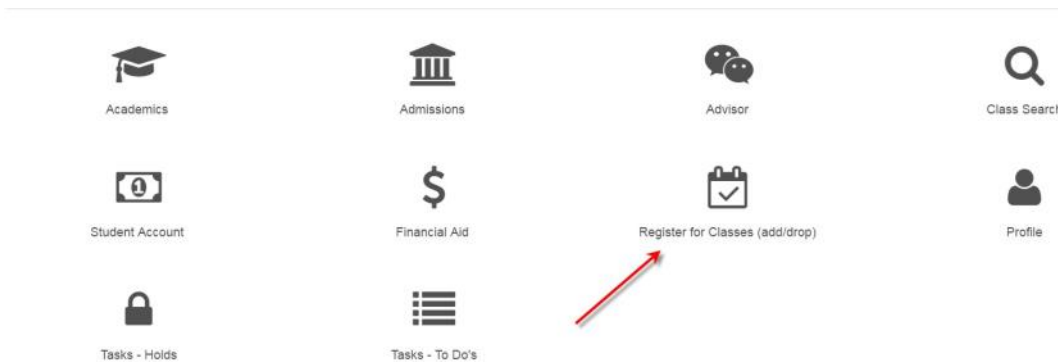 Academics
Admissions
Advisor
Class Search
1
Student Account
Financial Aid
Register for Classes (add/drop)
Profile
Tasks - Holds
Tasks - To Do's